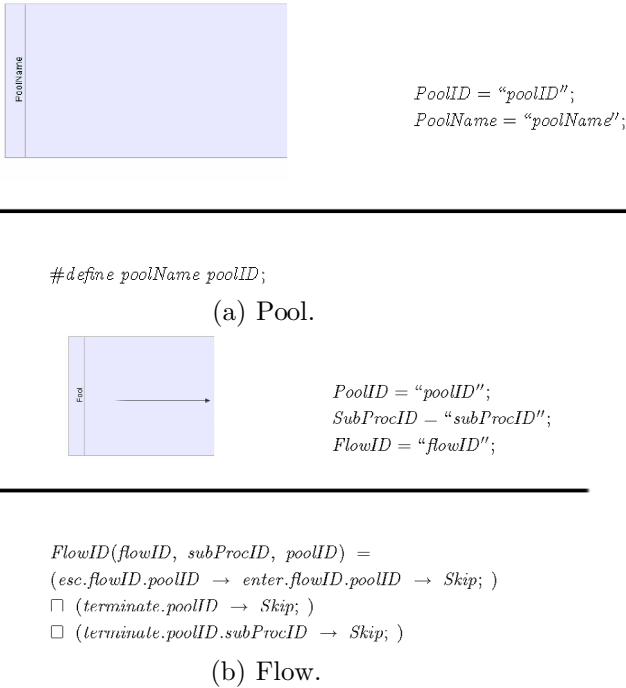 PoolName
PoolID = “poolID”;
PoolName = “poolName”;
#define poolName poolID;
(a) Pool.
Pool
PoolID = “poolID”;
SubProcID − “subProcID”;
FlowID = “flowID”;
FlowID(flowID, subProcID, poolID) =
(esc.flowID.poolID → enter.flowID.poolID → Skip; )
□ (terminate.poolID → Skip; )
□ (terminate.poolID.subProcID → Skip; )
(b) Flow.